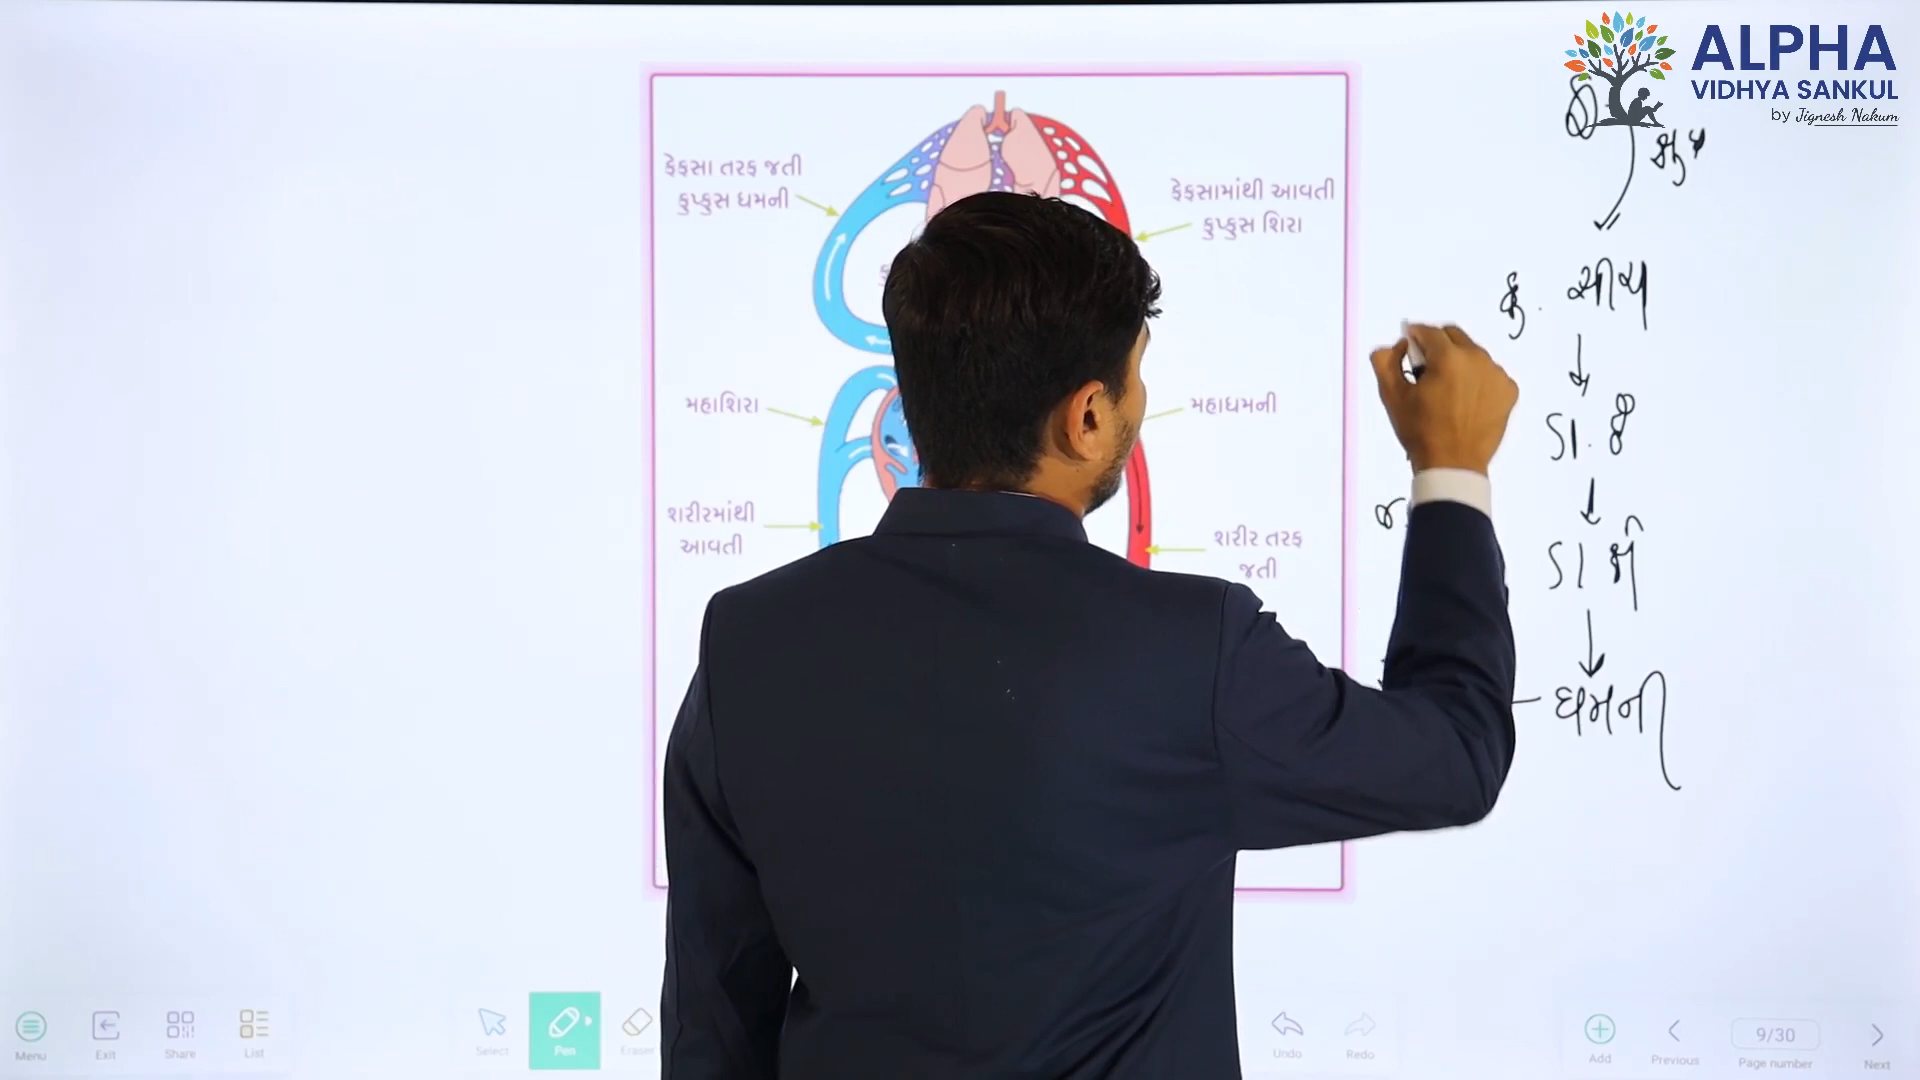 ALPHA
VIDHYA SANKUL
by Jignesh Nakum
ફેફસા તરફ જતી
ફુપ્ફુસ ધમની
ફેફસામાંથી આવતી
ફુપ્ફુસ શિરા
મહાશિરા
મહાધમની
શરીરમાંથી
આવતી
શરીર તરફ
જતી
ડા.
ડા
ધમની
Menu
Exit
Share
List
Select
Pen
Eraser
Undo
Redo
Add
Previous
9/30
Page number
Next